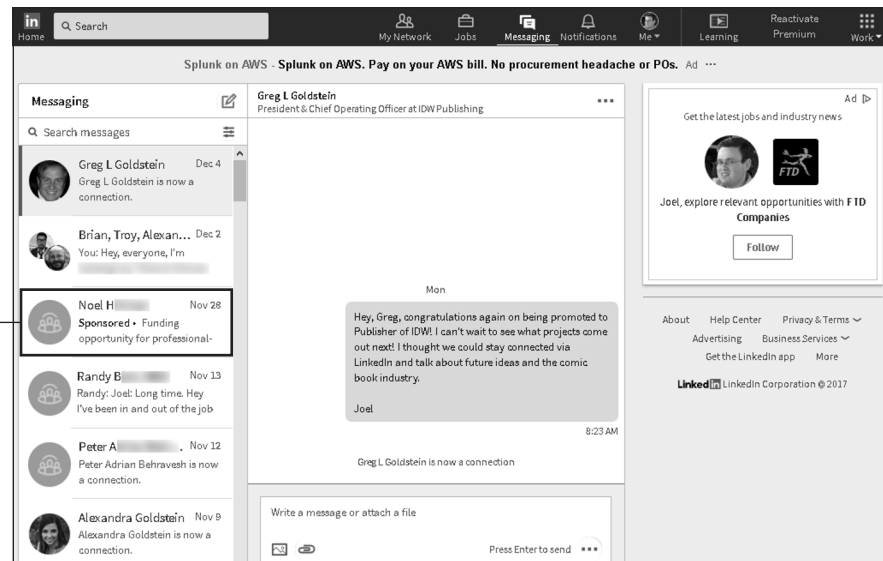 in
Home
Search
My Network
Jobs
Messaging
Notifications
Me
Learning
Reactivate
Premium
Work
Splunk on AWS - Splunk on AWS. Pay on your AWS bill. No procurement headache or POs. Ad ···
Messaging
Search messages
Greg L Goldstein Dec 4
Greg L Goldstein is now a
connection.
Brian, Troy, Alexan... Dec 2
You: Hey, everyone, I'm
Noel H Nov 28
Sponsored • Funding
opportunity for professional-
Randy B Nov 13
Randy: Joel: Long time. Hey
I've been in and out of the job
Peter A . Nov 12
Peter Adrian Behravesh is now
a connection.
Alexandra Goldstein Nov 9
Alexandra Goldstein is now a
connection.
Greg L Goldstein
President & Chief Operating Officer at IDW Publishing
Mon
Hey, Greg, congratulations again on being promoted to
Publisher of IDW! I can't wait to see what projects come
out next! I thought we could stay connected via
LinkedIn and talk about future ideas and the comic
book industry.
Joel
8:23 AM
Greg L Goldstein is now a connection
Write a message or attach a file
Press Enter to send
Ad
Get the latest jobs and industry news
FTD
Joel, explore relevant opportunities with FTD
Companies
Follow
About Help Center Privacy & Terms
Advertising Business Services
Get the LinkedIn app More
Linked in LinkedIn Corporation © 2017